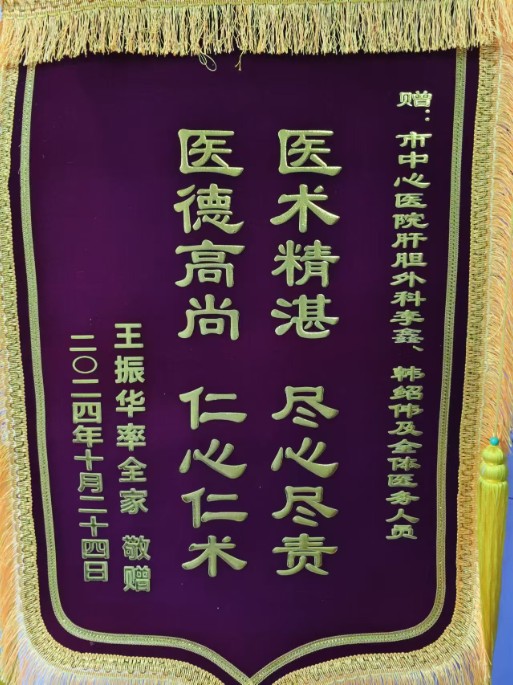 赠：市中心医院肝胆外科李鑫、韩绍伟及全体医务人员
医术精湛 尽心尽责
医德高尚 仁心仁术
王振华率全家 敬赠
二〇二四年十月二十四日